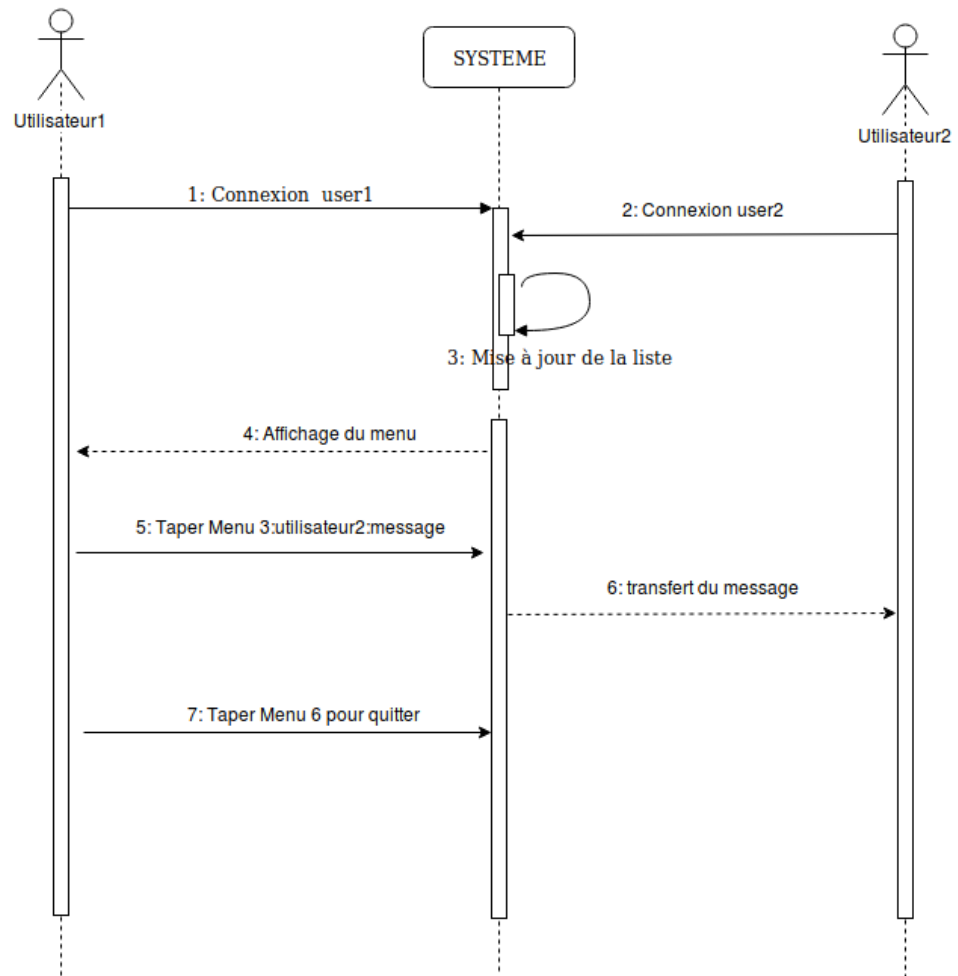 SYSTEME
Utilisateur1
Utilisateur2
1: Connexion user1
2: Connexion user2
3: Mise à jour de la liste
4: Affichage du menu
5: Taper Menu 3:utilisateur2:message
6: transfert du message
7: Taper Menu 6 pour quitter